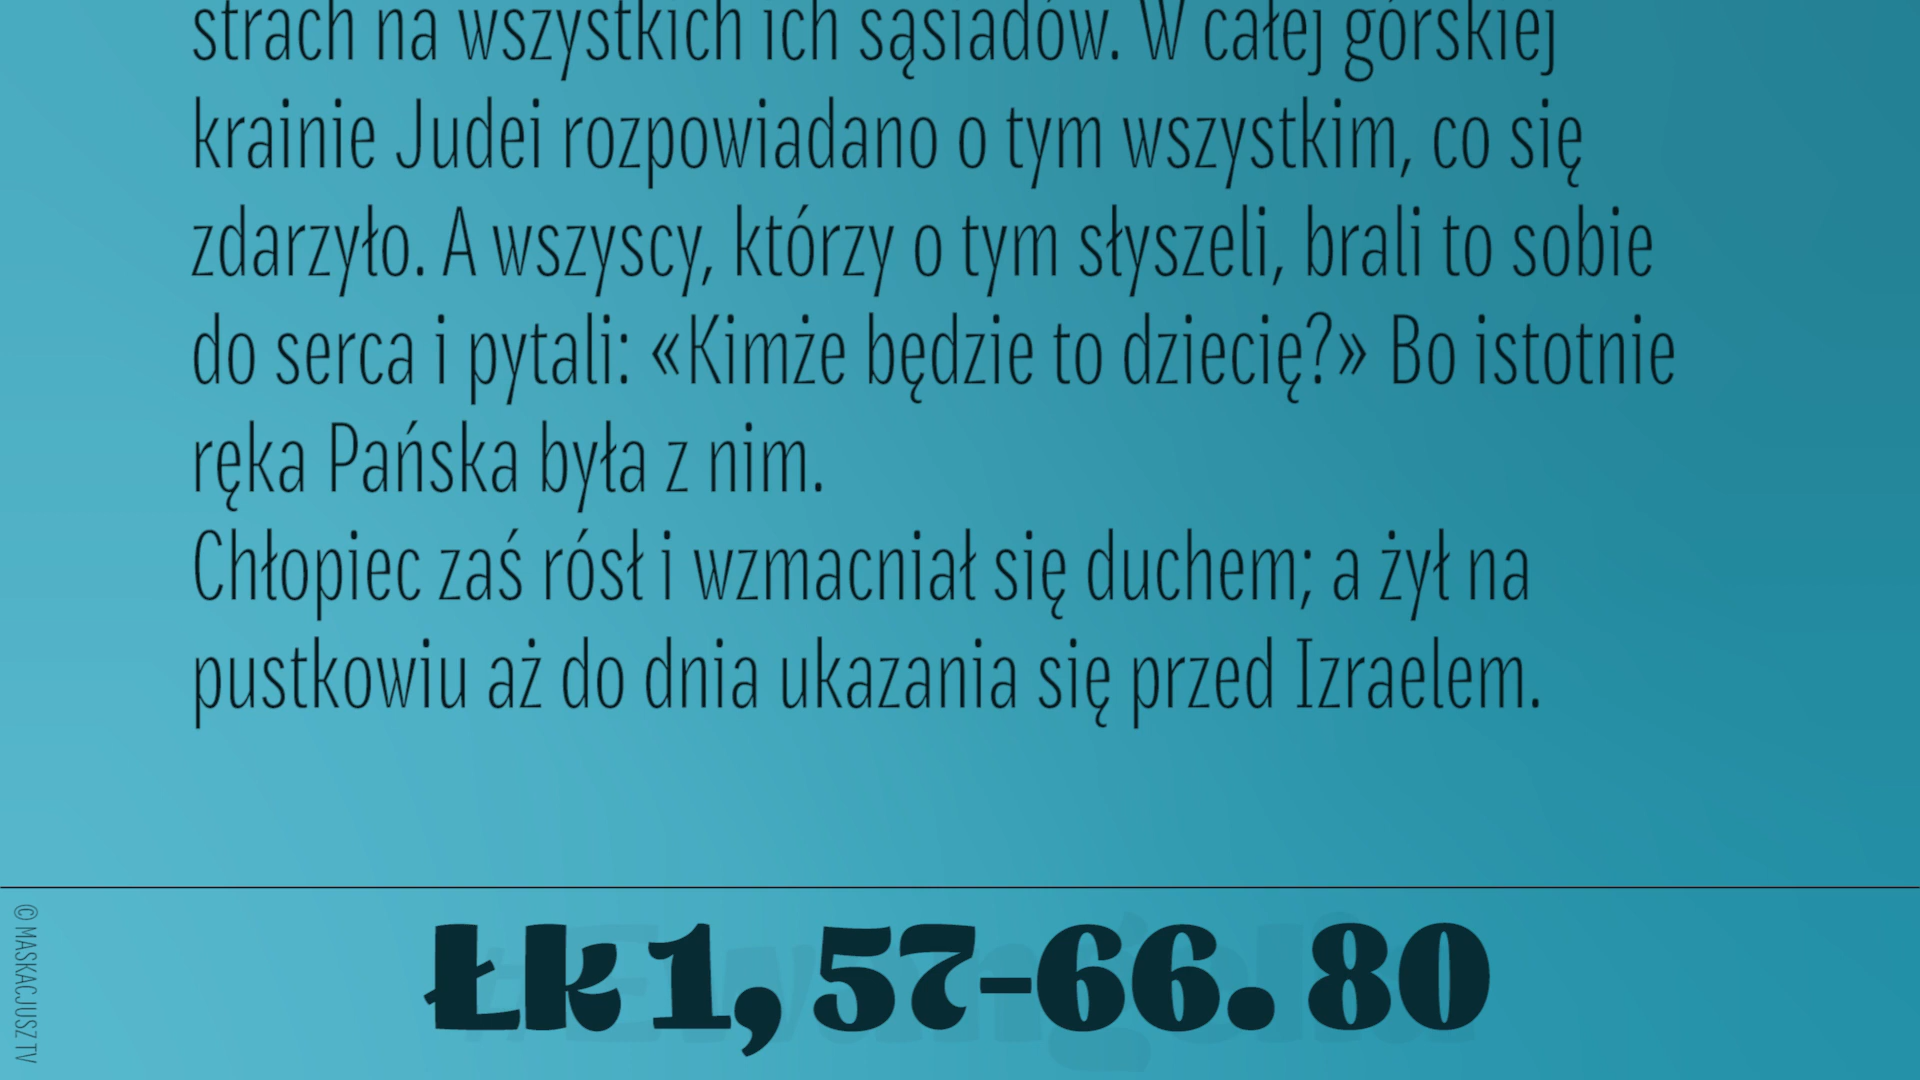 strach na wszystkich ich sąsiadów. W całej górskiej
krainie Judei rozpowiadano o tym wszystkim, co się
zdarzyło. A wszyscy, którzy o tym słyszeli, brali to sobie
do serca i pytali: «Kimże będzie to dziecię?» Bo istotnie
ręka Pańska była z nim.
Chłopiec zaś rósł i wzmacniał się duchem; a żył na
pustkowiu aż do dnia ukazania się przed Izraelem.
Łk 1, 57-66. 80
© MASKACJUSZ TV